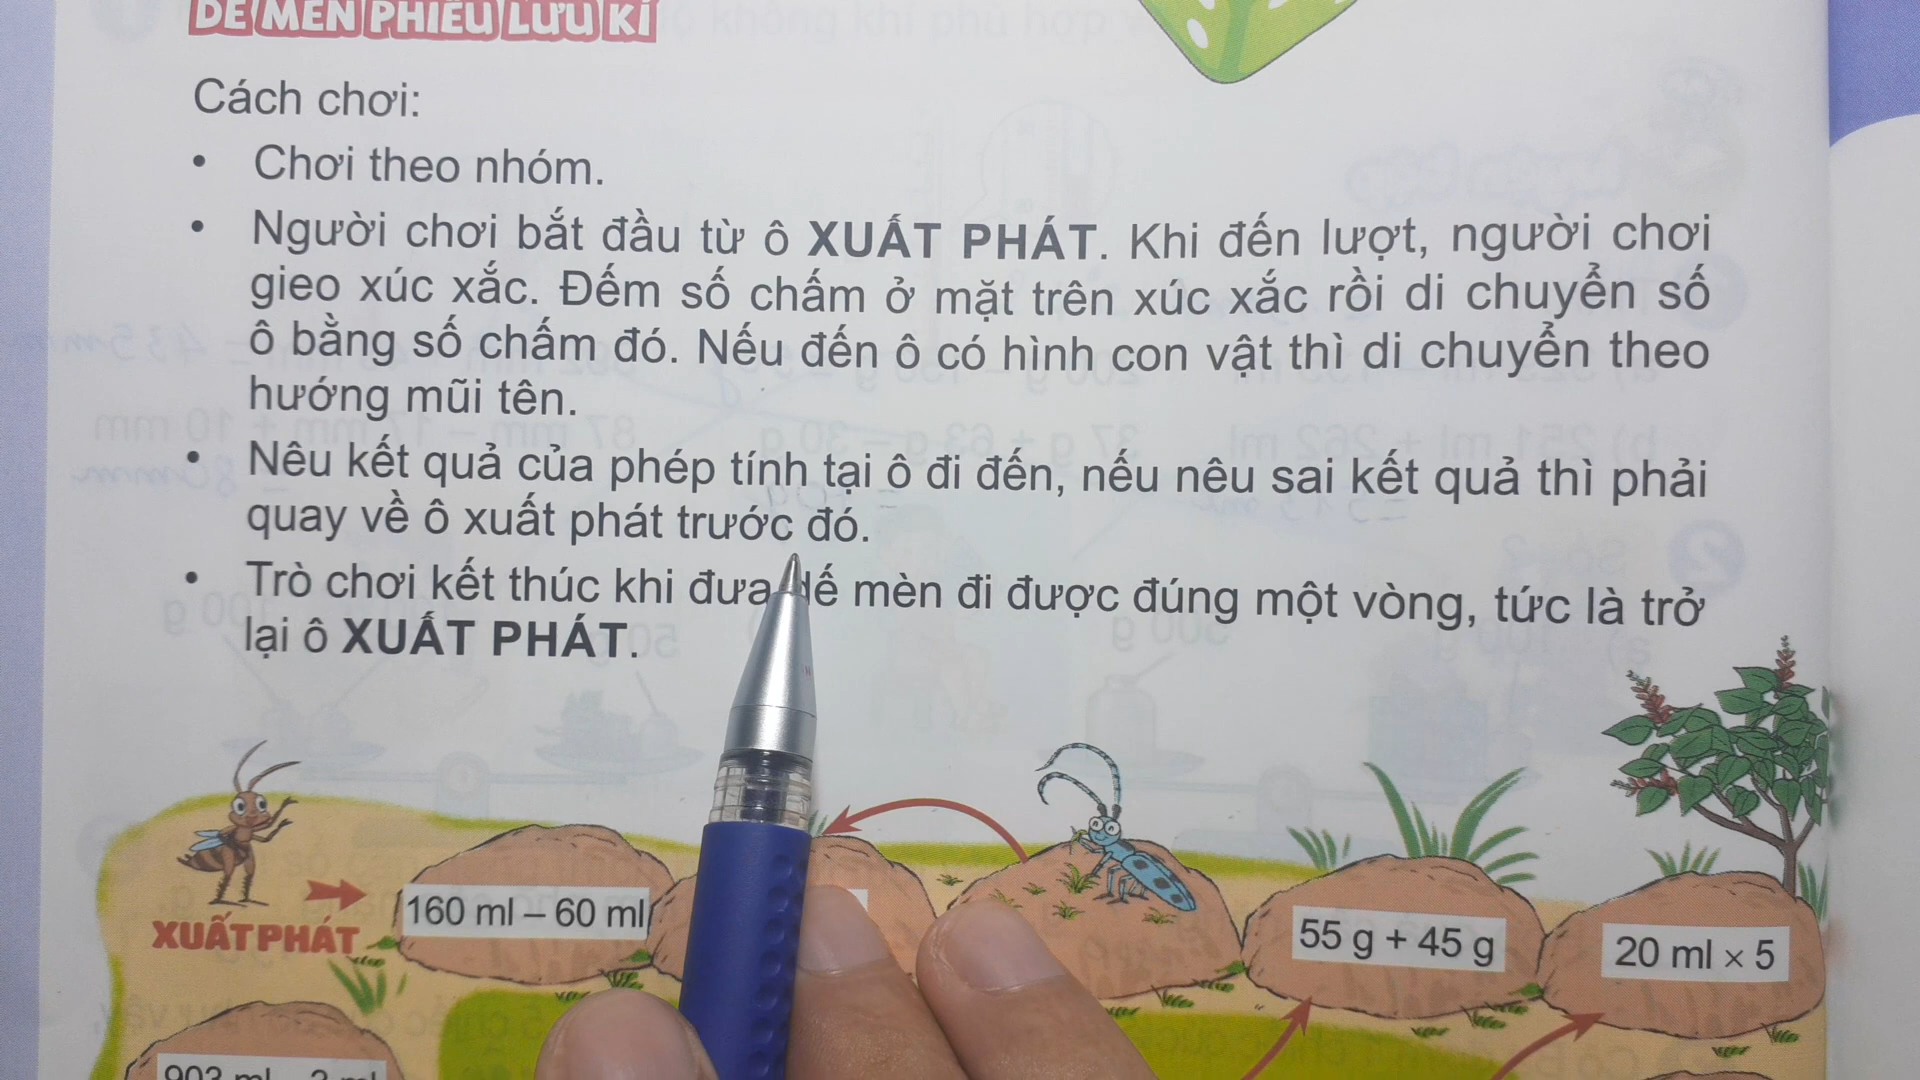 DẾ MÈN PHIÊU LƯU KÍ
Cách chơi:
• Chơi theo nhóm.
• Người chơi bắt đầu từ ô XUẤT PHÁT. Khi đến lượt, người chơi
gieo xúc xắc. Đếm số chấm ở mặt trên xúc xắc rồi di chuyển số
ô bằng số chấm đó. Nếu đến ô có hình con vật thì di chuyển theo
hướng mũi tên.
• Nêu kết quả của phép tính tại ô đi đến, nếu nêu sai kết quả thì phải
quay về ô xuất phát trước đó.
• Trò chơi kết thúc khi đưa dế mèn đi được đúng một vòng, tức là trở
lại ô XUẤT PHÁT.
XUẤT PHÁT
160 ml – 60 ml
55 g + 45 g
20 ml × 5